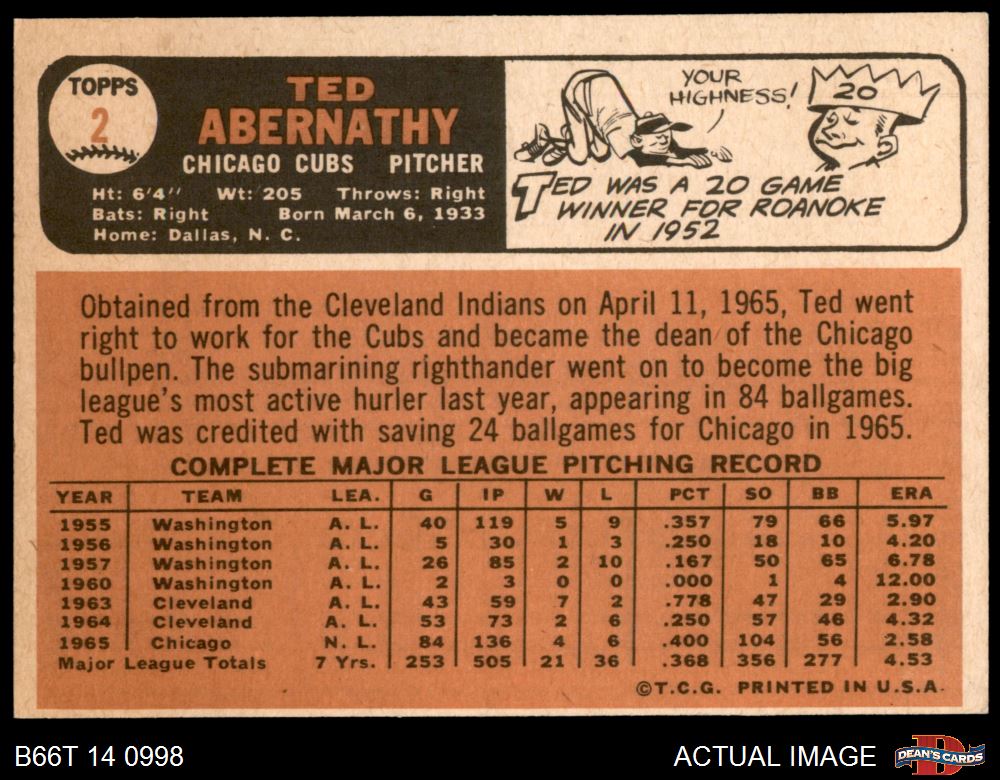 TOPPS
2
TED
ABERNATHY
CHICAGO CUBS PITCHER
Ht: 6'4'' Wt: 205 Throws: Right
Bats: Right Born March 6, 1933
Home: Dallas, N. C.
YOUR
HIGHNESS!
20
TED WAS A 20 GAME
WINNER FOR ROANOKE
IN 1952
Obtained from the Cleveland Indians on April 11, 1965, Ted went
right to work for the Cubs and became the dean of the Chicago
bullpen. The submarining righthander went on to become the big
league's most active hurler last year, appearing in 84 ballgames.
Ted was credited with saving 24 ballgames for Chicago in 1965.
COMPLETE MAJOR LEAGUE PITCHING RECORD
YEAR TEAM LEA. G IP W L PCT SO BB ERA
1955 Washington A. L. 40 119 5 9 .357 79 66 5.97
1956 Washington A. L. 5 30 1 3 .250 18 10 4.20
1957 Washington A. L. 26 85 2 10 .167 50 65 6.78
1960 Washington A. L. 2 3 0 0 .000 1 4 12.00
1963 Cleveland A. L. 43 59 7 2 .778 47 29 2.90
1964 Cleveland A. L. 53 73 2 6 .250 57 46 4.32
1965 Chicago N. L. 84 136 4 6 .400 104 56 2.58
Major League Totals 7 Yrs. 253 505 21 36 .368 356 277 4.53
©T.C.G. PRINTED IN U.S.A.
B66T 14 0998
ACTUAL IMAGE
DEAN'S CARDS